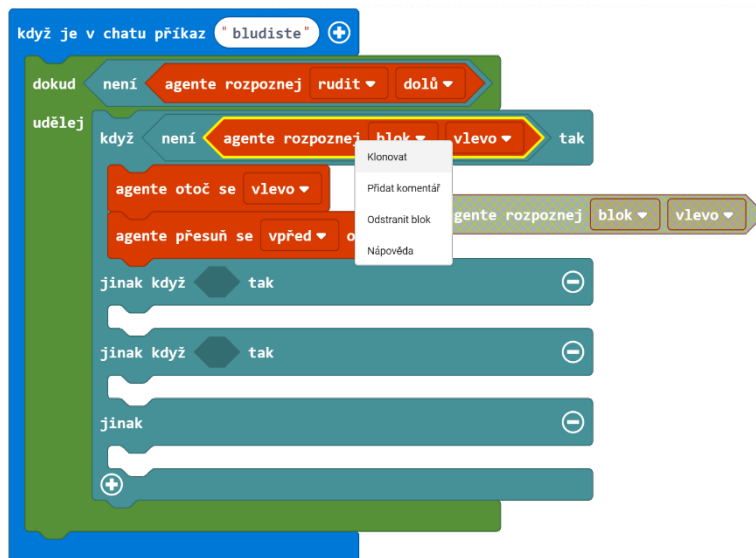 když je v chatu příkaz "bludiste"
dokud není agente rozpoznej rudit dolů
udělej
když není agente rozpoznej blok vlevo tak
Klonovat
agente otoč se vlevo
Přidat komentář
gente rozpoznej blok vlevo
Odstranit blok
agente přesuň se vpřed o
Nápověda
jinak když tak
jinak když tak
jinak